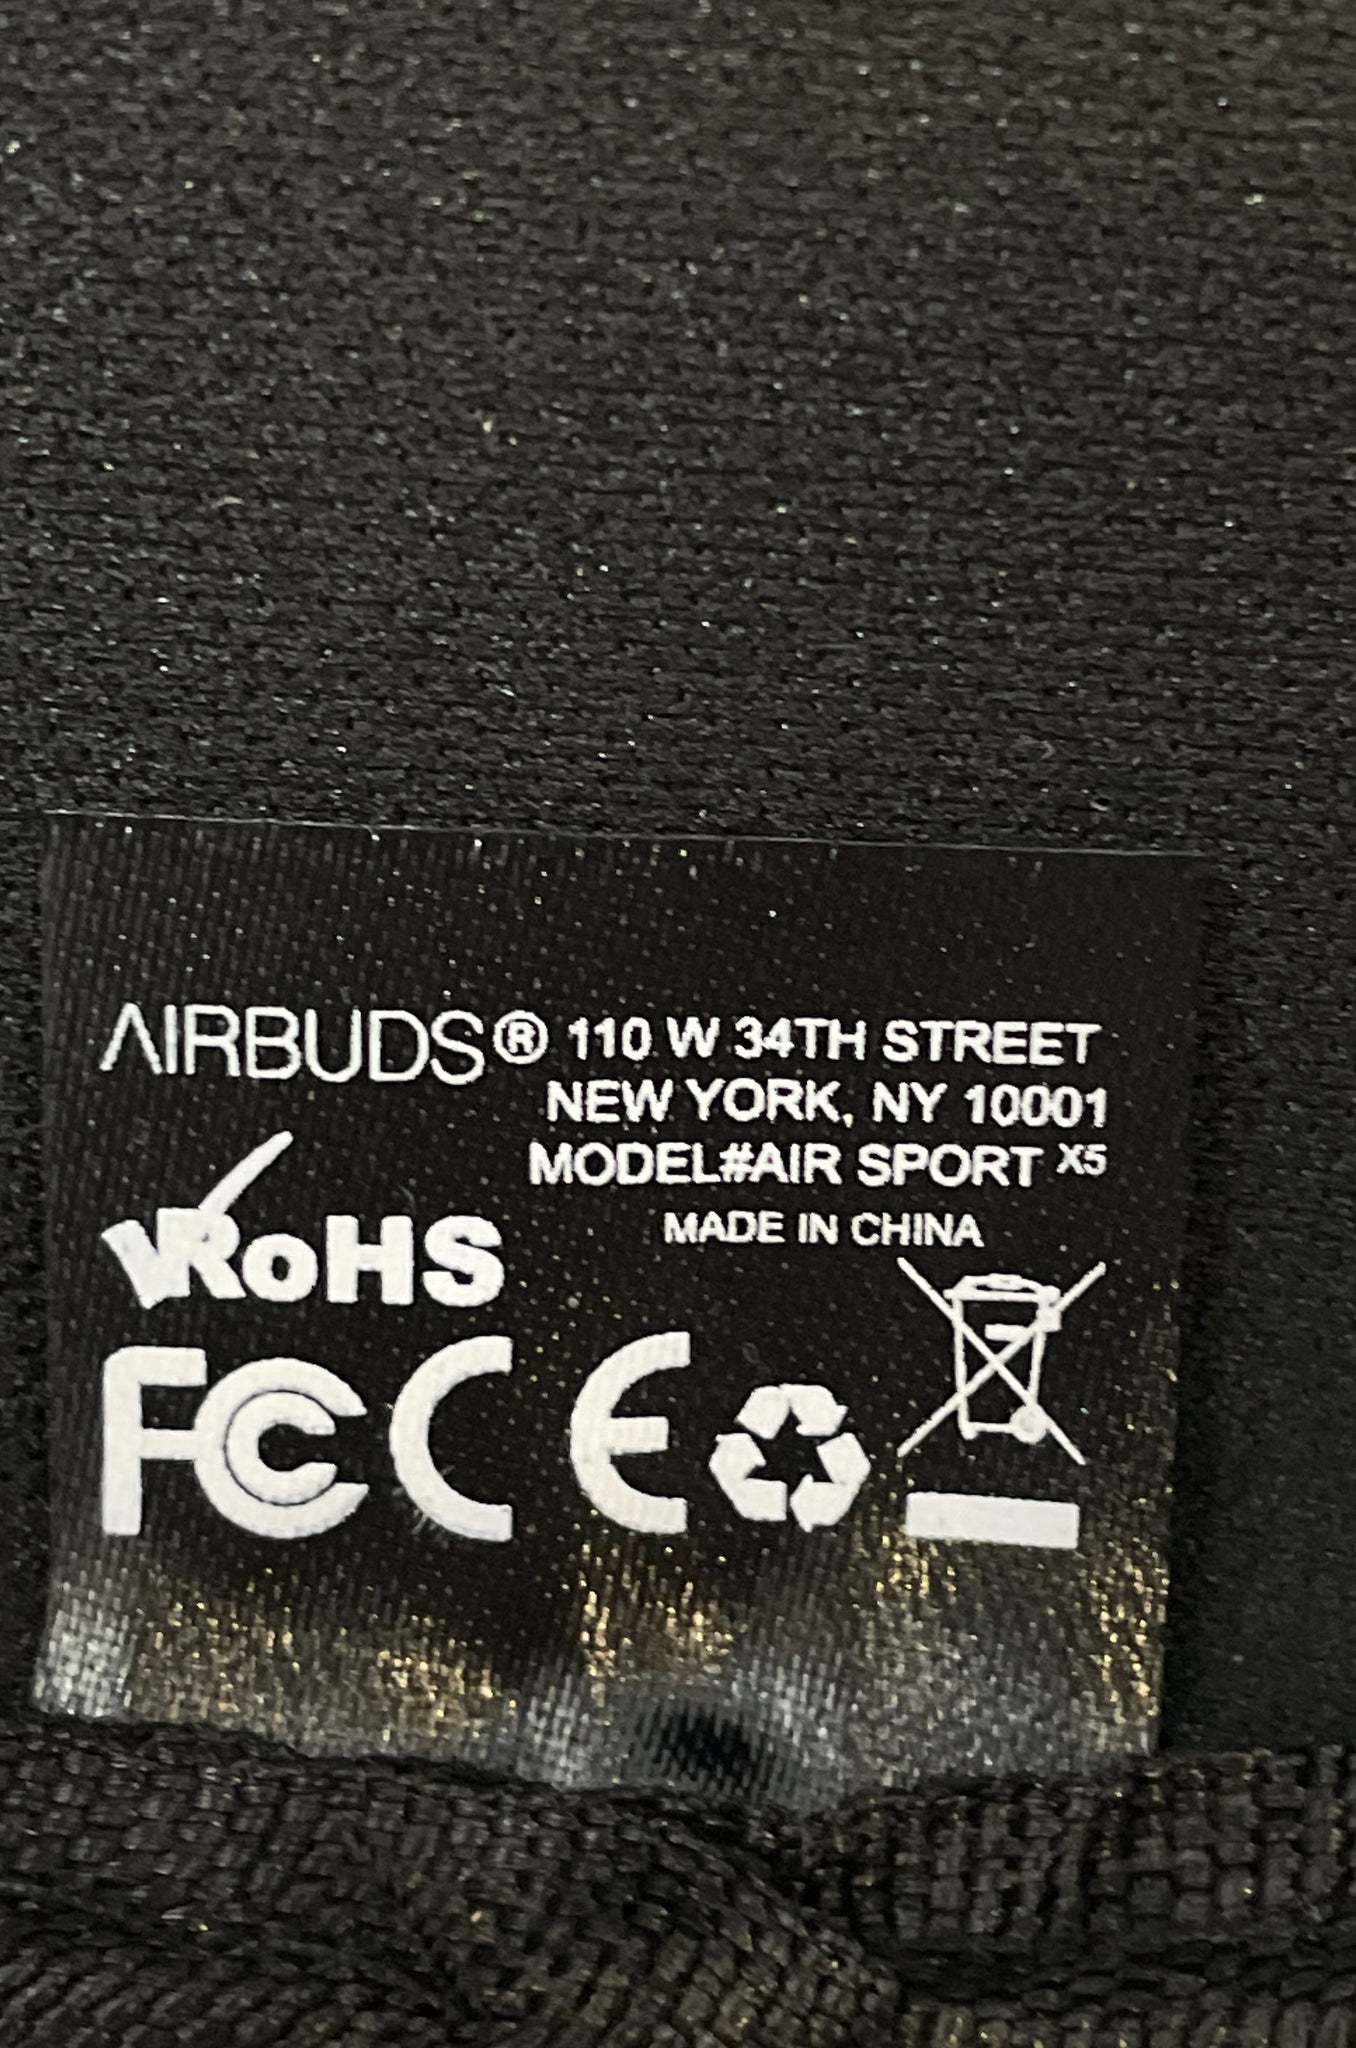 AIRBUDS® 110 W 34TH STREET
NEW YORK, NY 10001
MODEL#AIR SPORT X5
MADE IN CHINA
RoHS
FC CE